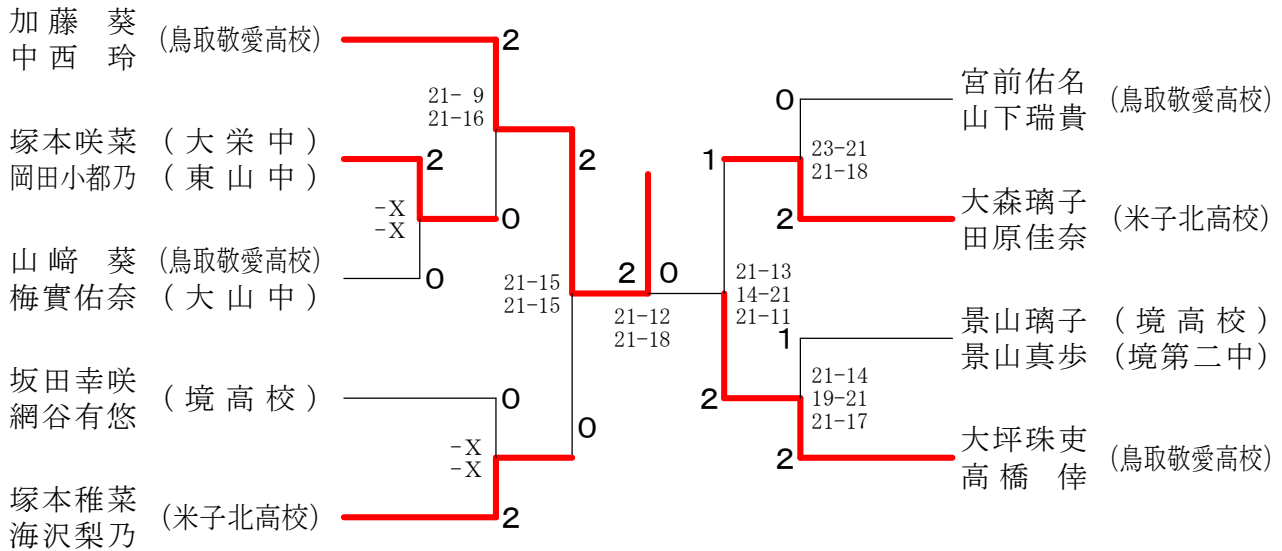 加藤 葵 (鳥取敬愛高校)
中西 玲
2
21- 9
21-16
塚本咲菜 (大栄中)
岡田小都乃 (東山中)
2
0
-X
-X
山﨑 葵 (鳥取敬愛高校)
梅實佑奈 (大山中)
0
2
21-15
21-15
坂田幸咲 (境高校)
網谷有悠
0
-X
-X
0
塚本稚菜 (米子北高校)
海沢梨乃
2
2 0
21-12
21-18
宮前佑名 (鳥取敬愛高校)
山下瑞貴
0
23-21
21-18
1
大森璃子 (米子北高校)
田原佳奈
2
21-13
14-21
21-11
景山璃子 (境高校)
景山真歩 (境第二中)
1
21-14
19-21
21-17
2
大坪珠吏 (鳥取敬愛高校)
高橋 倖
2